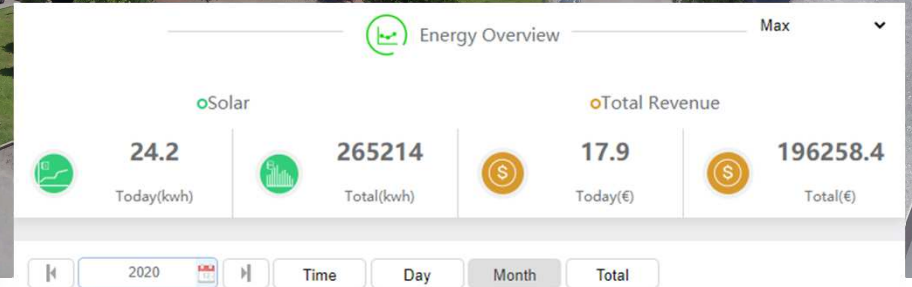 Energy Overview
Max
Solar
Total Revenue
24.2
265214
17.9
196258.4
Today(kwh)
Total(kwh)
Today(€)
Total(€)
2020
Time
Day
Month
Total